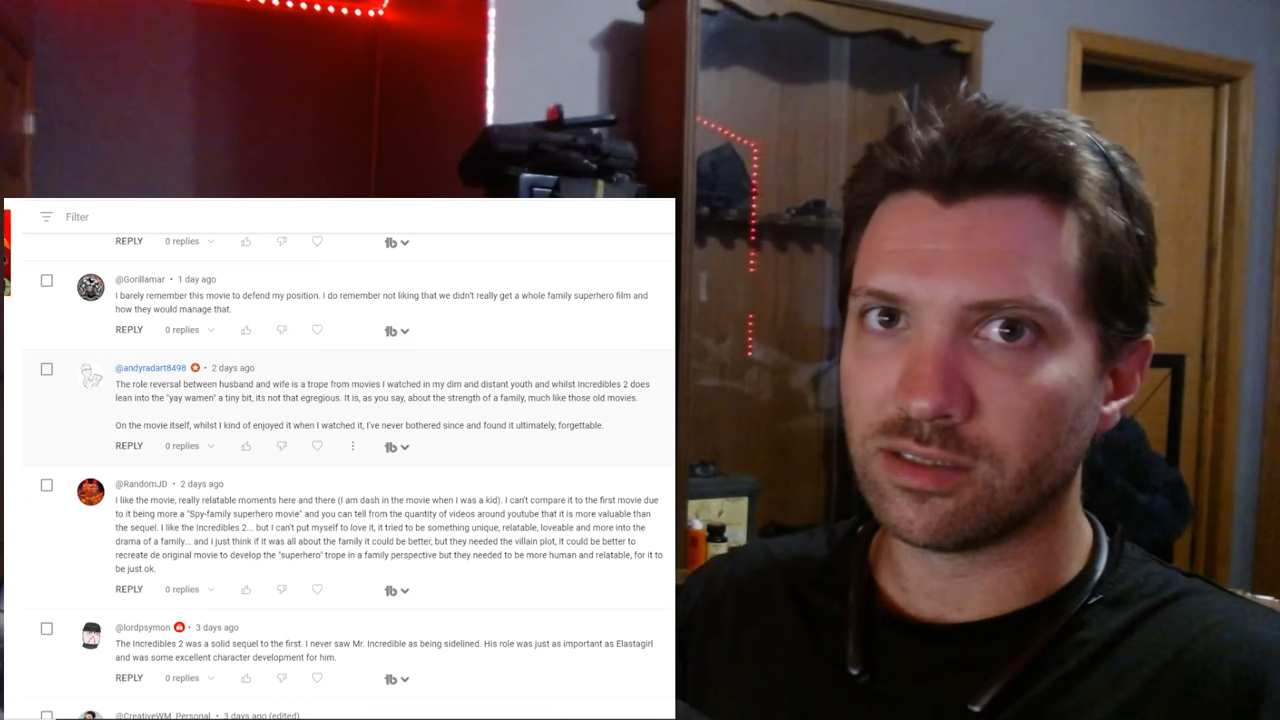 Filter
REPLY 0 replies
@Gorillamar • 1 day ago
I barely remember this movie to defend my position. I do remember not liking that we didn't really get a whole family superhero film and
how they would manage that.
REPLY 0 replies
@andyradart8498 • 2 days ago
The role reversal between husband and wife is a trope from movies I watched in my dim and distant youth and whilst Incredibles 2 does
lean into the "yay wamen" a tiny bit, its not that egregious. It is, as you say, about the strength of a family, much like those old movies.
On the movie itself, whilst I kind of enjoyed it when I watched it, I've never bothered since and found it ultimately, forgettable.
REPLY 0 replies
@RandomJD • 2 days ago
I like the movie, really relatable moments here and there (I am dash in the movie when I was a kid). I can't compare it to the first movie due
to it being more a "Spy-family superhero movie" and you can tell from the quantity of videos around youtube that it is more valuable than
the sequel. I like the Incredibles 2... but I can't put myself to love it, it tried to be something unique, relatable, loveable and more into the
drama of a family... and I just think if it was all about the family it could be better, but they needed the villain plot, it could be better to
recreate de original movie to develop the "superhero" trope in a family perspective but they needed to be more human and relatable, for it to
be just ok.
REPLY 0 replies
@lordpsymon • 3 days ago
The Incredibles 2 was a solid sequel to the first. I never saw Mr. Incredible as being sidelined. His role was just as important as Elastagirl
and was some excellent character development for him.
REPLY 0 replies
@CreativeWM_Personal • 3 days ago (edited)